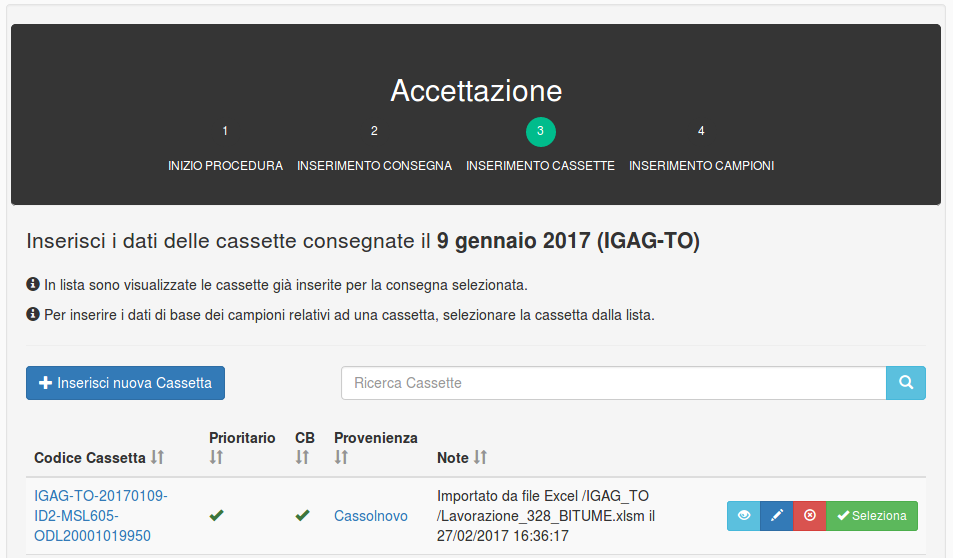 Accettazione
1 2 3 4
INIZIO PROCEDURA INSERIMENTO CONSEGNA INSERIMENTO CASSETTE INSERIMENTO CAMPIONI
Inserisci i dati delle cassette consegnate il 9 gennaio 2017 (IGAG-TO)
In lista sono visualizzate le cassette già inserite per la consegna selezionata.
Per inserire i dati di base dei campioni relativi ad una cassetta, selezionare la cassetta dalla lista.
Inserisci nuova Cassetta Ricerca Cassette
Codice Cassetta Prioritario CB Provenienza Note
IGAG-TO-20170109-
ID2-MSL605-
ODL20001019950
Cassolnovo
Importato da file Excel /IGAG_TO
/Lavorazione_328_BITUME.xlsm il
27/02/2017 16:36:17
Seleziona